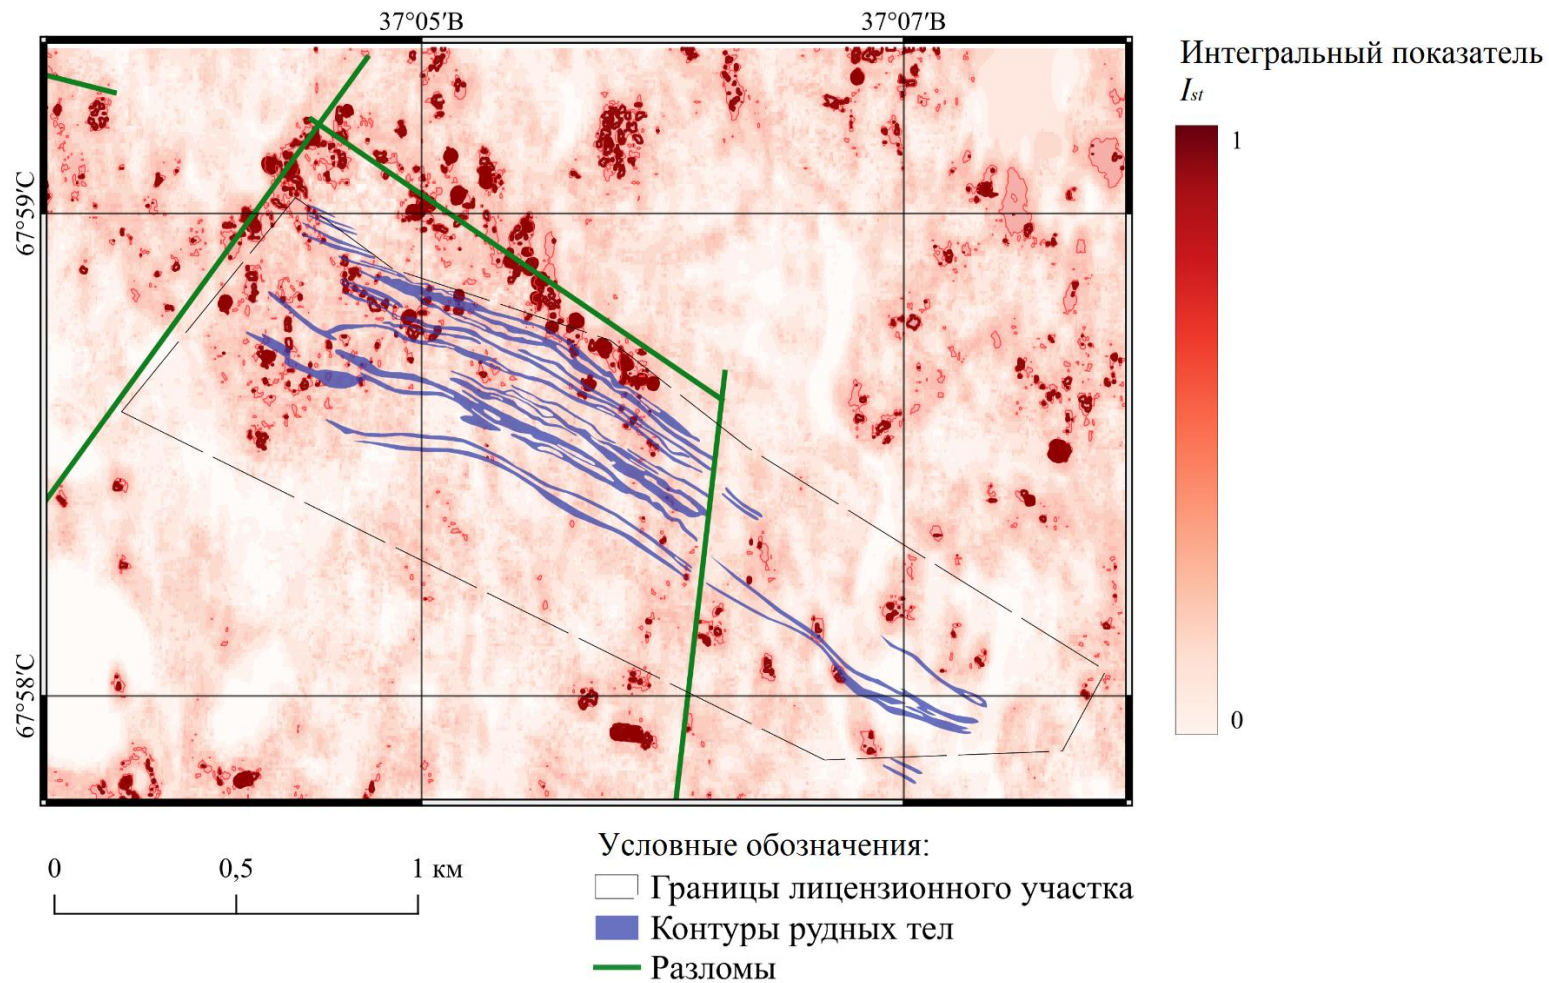 37°05′В
37°07′В
67°59′С
67°58′С
Интегральный показатель
Ist
1
0
0
0,5
1 км
Условные обозначения:
Границы лицензионного участка
Контуры рудных тел
Разломы